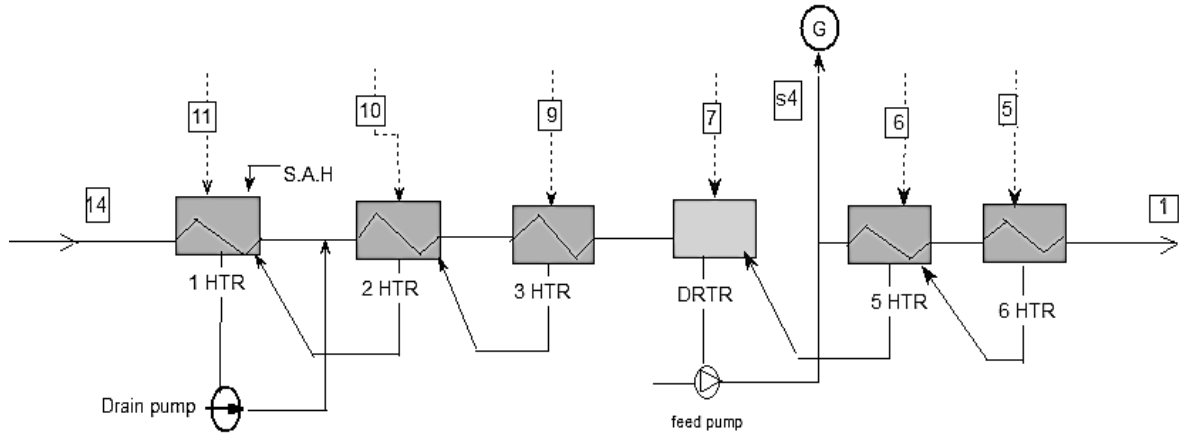 G
11
10
9
7
s4
6
5
14
S.A.H
1
1 HTR
2 HTR
3 HTR
DRTR
5 HTR
6 HTR
Drain pump
feed pump